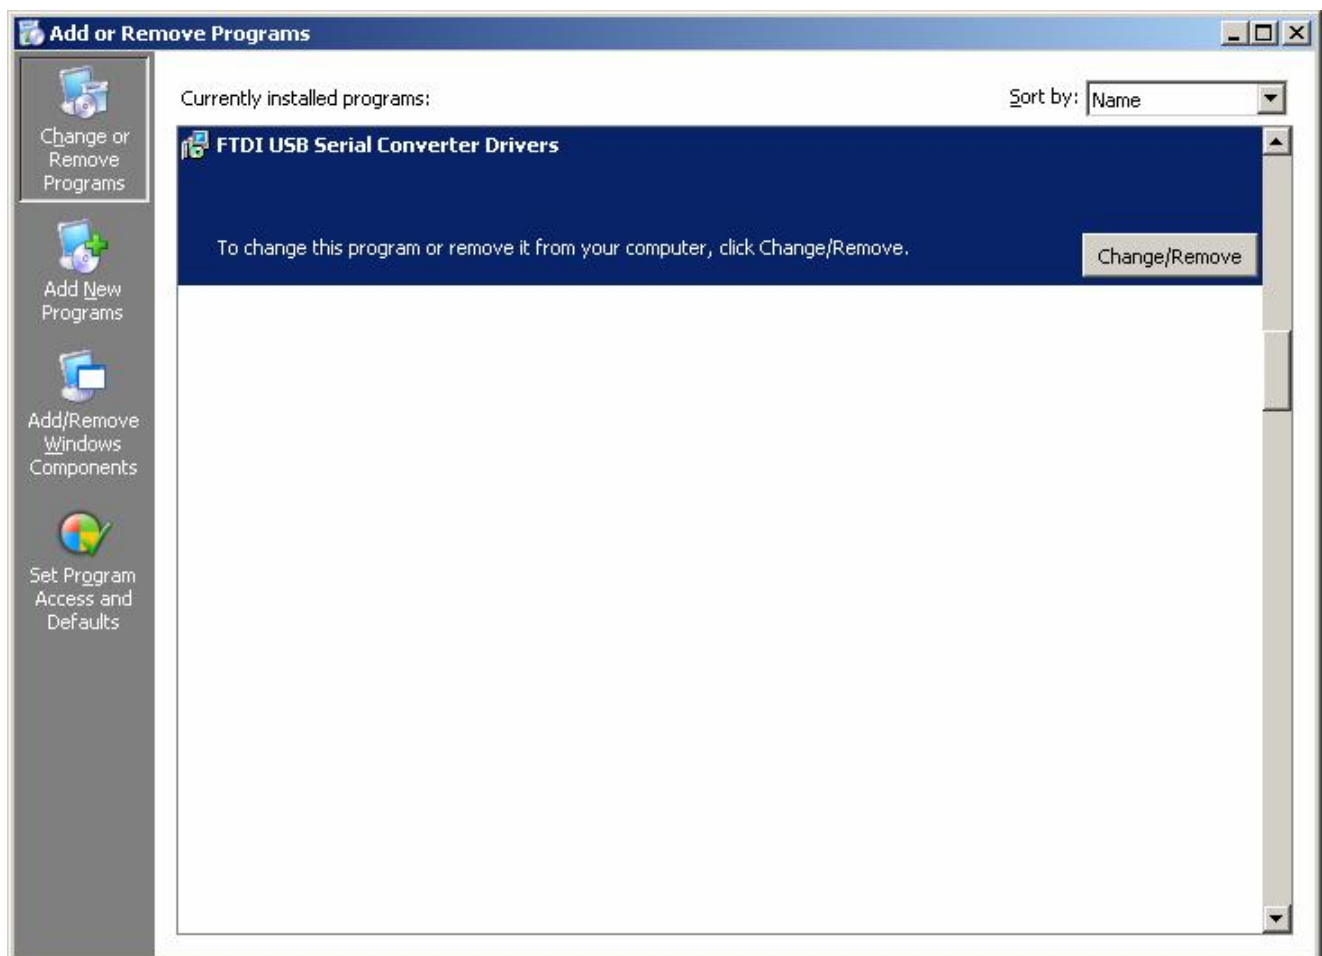 Add or Remove Programs
Change or
Remove
Programs
Add New
Programs
Add/Remove
Windows
Components
Set Program
Access and
Defaults
Currently installed programs:
Sort by: Name
FTDI USB Serial Converter Drivers
To change this program or remove it from your computer, click Change/Remove.
Change/Remove